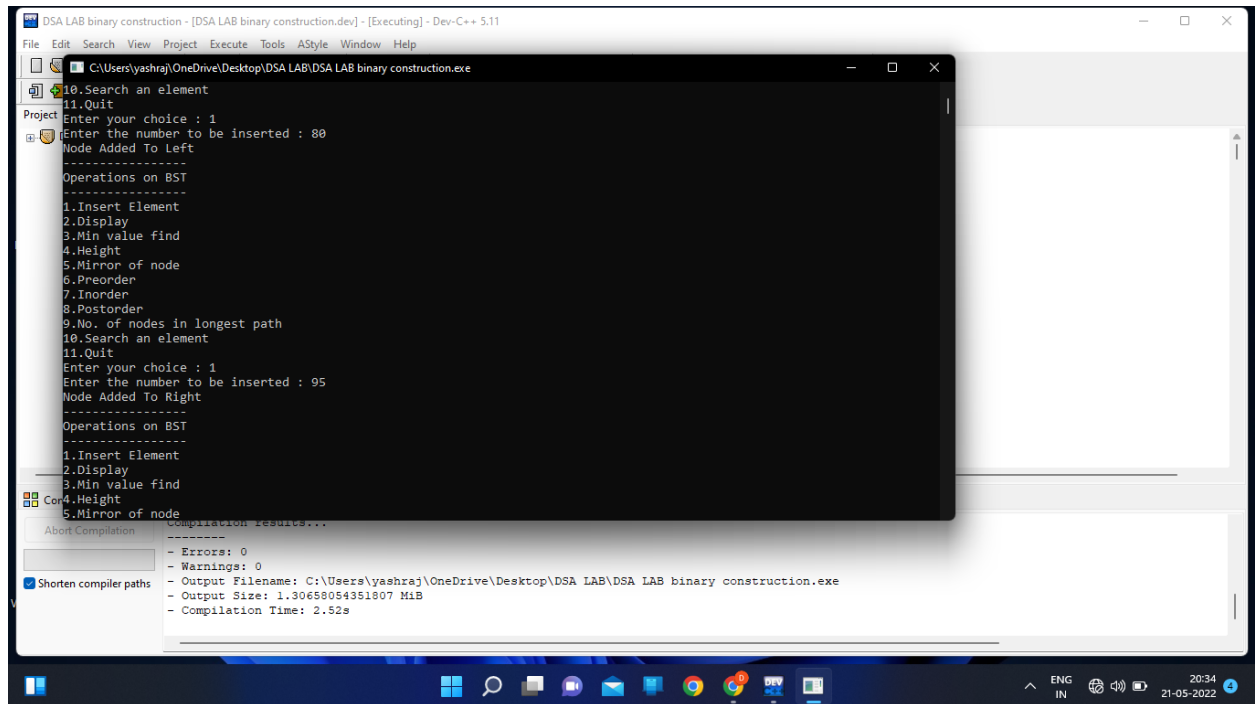 DSA LAB binary construction - [DSA LAB binary construction.dev] - [Executing] - Dev-C++ 5.11
File Edit Search View Project Execute Tools AStyle Window Help
C:\Users\yashraj\OneDrive\Desktop\DSA LAB\DSA LAB binary construction.exe
Project
10.Search an element
11.Quit
Enter your choice : 1
Enter the number to be inserted : 80
Node Added To Left
-----------------
Operations on BST
-----------------
1.Insert Element
2.Display
3.Min value find
4.Height
5.Mirror of node
6.Preorder
7.Inorder
8.Postorder
9.No. of nodes in longest path
10.Search an element
11.Quit
Enter your choice : 1
Enter the number to be inserted : 95
Node Added To Right
-----------------
Operations on BST
-----------------
1.Insert Element
2.Display
3.Min value find
4.Height
5.Mirror of node
Abort Compilation
Shorten compiler paths
Compilation results...
--------
- Errors: 0
- Warnings: 0
- Output Filename: C:\Users\yashraj\OneDrive\Desktop\DSA LAB\DSA LAB binary construction.exe
- Output Size: 1.30658054351807 MiB
- Compilation Time: 2.52s
DEV
ENG
IN
20:34
21-05-2022
4